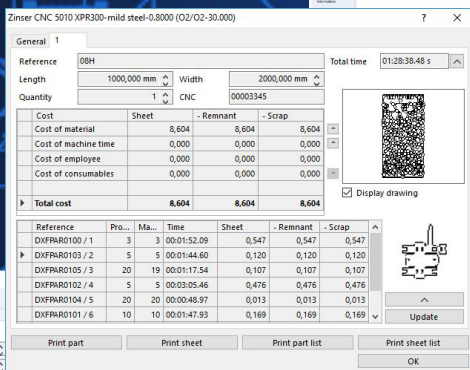 Information
Zinser CNC 5010 XPR300-mild steel-0.8000 (O2/O2-30.000) ? ×
General 1
Reference 08H Total time 01:28:38.48 s
Length 1000,000 mm Width 2000,000 mm
Quantity 1 CNC 00003345
Cost Sheet - Remnant - Scrap
Cost of material 8,604 8,604 8,604
Cost of machine time 0,000 0,000 0,000
Cost of employee 0,000 0,000 0,000
Cost of consumables 0,000 0,000 0,000
Total cost 8,604 8,604 8,604
Display drawing
Reference Pro... Ma... Time Sheet - Remnant - Scrap
DXFPAR0100 / 1 3 3 00:01:52.09 0,547 0,547 0,547
DXFPAR0103 / 2 5 5 00:01:44.60 0,120 0,120 0,120
DXFPAR0105 / 3 20 19 00:01:17.54 0,107 0,107 0,107
DXFPAR0102 / 4 5 5 00:03:05.46 0,476 0,476 0,476
DXFPAR0104 / 5 20 20 00:00:48.97 0,013 0,013 0,013
DXFPAR0101 / 6 10 10 00:01:47.93 0,169 0,169 0,169
Update
Print part Print sheet Print part list Print sheet list
OK